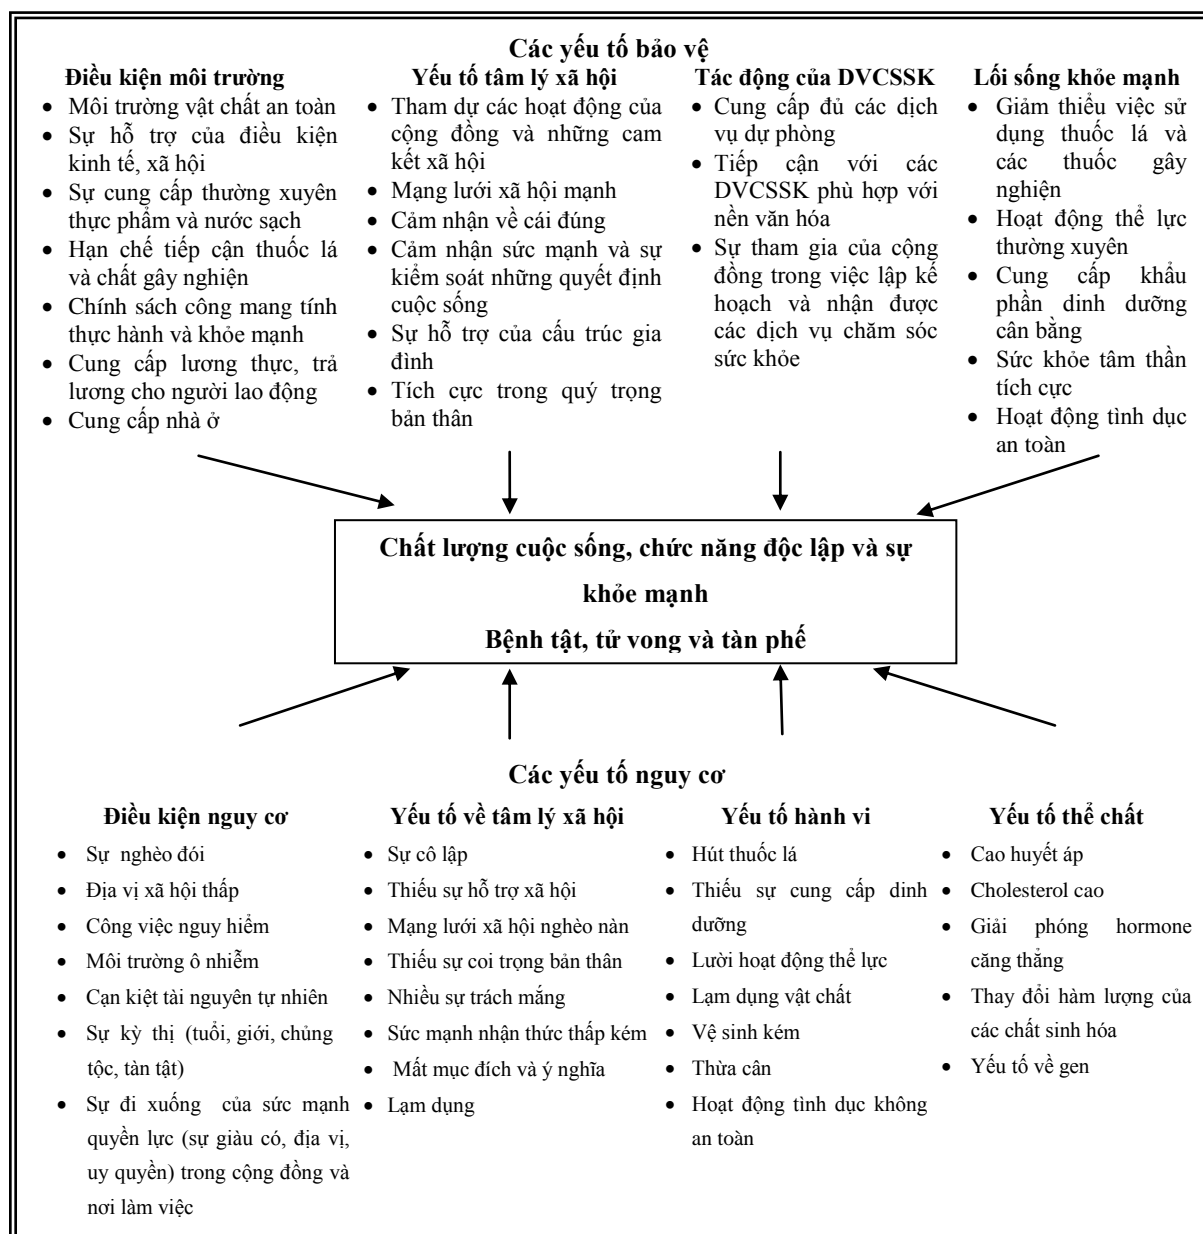 Các yếu tố bảo vệ
Điều kiện môi trường
• Môi trường vật chất an toàn
• Sự hỗ trợ của điều kiện
kinh tế, xã hội
• Sự cung cấp thường xuyên
thực phẩm và nước sạch
• Hạn chế tiếp cận thuốc lá
và chất gây nghiện
• Chính sách công mang tính
thực hành và khỏe mạnh
• Cung cấp lương thực, trả
lương cho người lao động
• Cung cấp nhà ở
Yếu tố tâm lý xã hội
• Tham dự các hoạt động của
cộng đồng và những cam
kết xã hội
• Mạng lưới xã hội mạnh
• Cảm nhận về cái đúng
• Cảm nhận sức mạnh và sự
kiểm soát những quyết định
cuộc sống
• Sự hỗ trợ của cấu trúc gia
đình
• Tích cực trong quý trọng
bản thân
Tác động của DVCSSK
• Cung cấp đủ các dịch
vụ dự phòng
• Tiếp cận với các
DVCSSK phù hợp với
nền văn hóa
• Sự tham gia của cộng
đồng trong việc lập kế
hoạch và nhận được
các dịch vụ chăm sóc
sức khỏe
Lối sống khỏe mạnh
• Giảm thiểu việc sử
dụng thuốc lá và
các thuốc gây
nghiện
• Hoạt động thể lực
thường xuyên
• Cung cấp khẩu
phần dinh dưỡng
cân bằng
• Sức khỏe tâm thần
tích cực
• Hoạt động tình dục
an toàn
Chất lượng cuộc sống, chức năng độc lập và sự
khỏe mạnh
Bệnh tật, tử vong và tàn phế
Các yếu tố nguy cơ
Điều kiện nguy cơ
• Sự nghèo đói
• Địa vị xã hội thấp
• Công việc nguy hiểm
• Môi trường ô nhiễm
• Cạn kiệt tài nguyên tự nhiên
• Sự kỳ thị (tuổi, giới, chủng
tộc, tàn tật)
• Sự đi xuống của sức mạnh
quyền lực (sự giàu có, địa vị,
uy quyền) trong cộng đồng và
nơi làm việc
Yếu tố về tâm lý xã hội
• Sự cô lập
• Thiếu sự hỗ trợ xã hội
• Mạng lưới xã hội nghèo nàn
• Thiếu sự coi trọng bản thân
• Nhiều sự trách mắng
• Sức mạnh nhận thức thấp kém
• Mất mục đích và ý nghĩa
• Lạm dụng
Yếu tố hành vi
• Hút thuốc lá
• Thiếu sự cung cấp dinh
dưỡng
• Lười hoạt động thể lực
• Lạm dụng vật chất
• Vệ sinh kém
• Thừa cân
• Hoạt động tình dục không
an toàn
Yếu tố thể chất
• Cao huyết áp
• Cholesterol cao
• Giải phóng hormone
căng thẳng
• Thay đổi hàm lượng của
các chất sinh hóa
• Yếu tố về gen